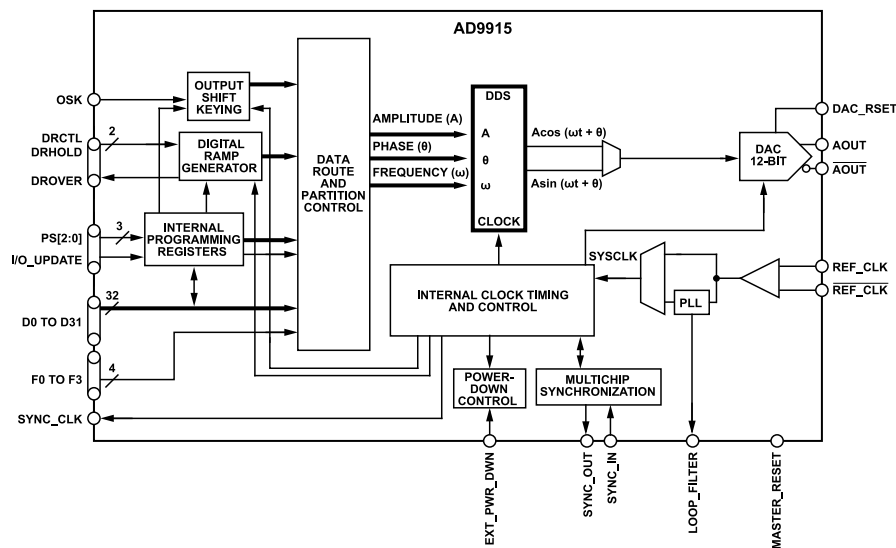 AD9915
OSK
OUTPUT
SHIFT
KEYING
DRCTL
DRHOLD
2
DROVER
DIGITAL
RAMP
GENERATOR
PS[2:0]
3
I/O_UPDATE
INTERNAL
PROGRAMMING
REGISTERS
32
D0 TO D31
F0 TO F3
4
SYNC_CLK
DATA
ROUTE
AND
PARTITION
CONTROL
AMPLITUDE (A)
PHASE (θ)
FREQUENCY (ω)
DDS
A
θ
ω
CLOCK
Acos (ωt + θ)
Asin (ωt + θ)
DAC
12-BIT
DAC_RSET
AOUT
AOUT
SYSCLK
PLL
REF_CLK
REF_CLK
INTERNAL CLOCK TIMING
AND CONTROL
POWER-
DOWN
CONTROL
MULTICHIP
SYNCHRONIZATION
EXT_PWR_DWN
SYNC_OUT
SYNC_IN
LOOP_FILTER
MASTER_RESET